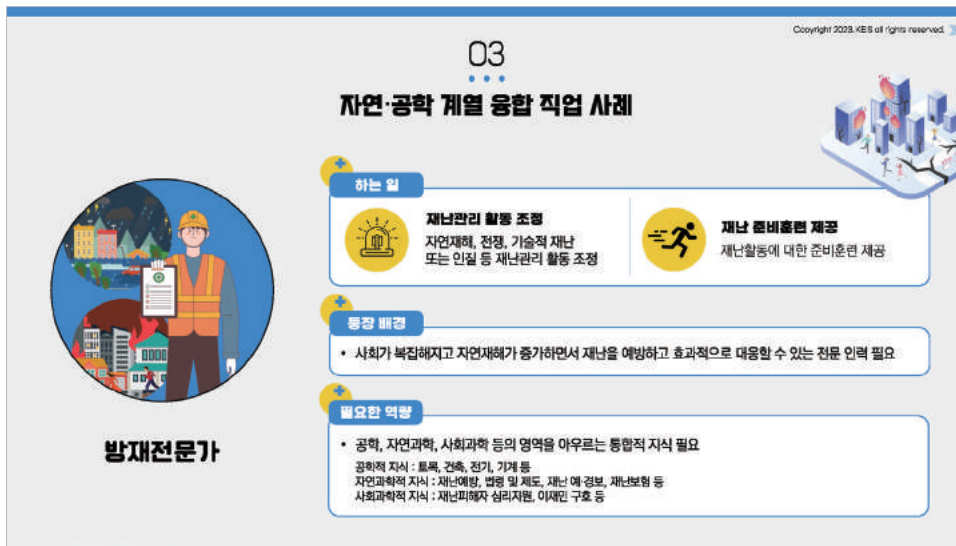 Copyright 2023.KBS all rights reserved.
03
자연·공학 계열 융합 직업 사례
하는 일
재난관리 활동 조정
자연재해, 전쟁, 기술적 재난
또는 인질 등 재난관리 활동 조정
재난 준비훈련 제공
재난활동에 대한 준비훈련 제공
등장 배경
• 사회가 복잡해지고 자연재해가 증가하면서 재난을 예방하고 효과적으로 대응할 수 있는 전문 인력 필요
필요한 역량
• 공학, 자연과학, 사회과학 등의 영역을 아우르는 통합적 지식 필요
공학적 지식 : 토목, 건축, 전기, 기계 등
자연과학적 지식 : 재난예방, 법령 및 제도, 재난 예·경보, 재난보험 등
사회과학적 지식 : 재난피해자 심리지원, 이재민 구호 등
방재전문가